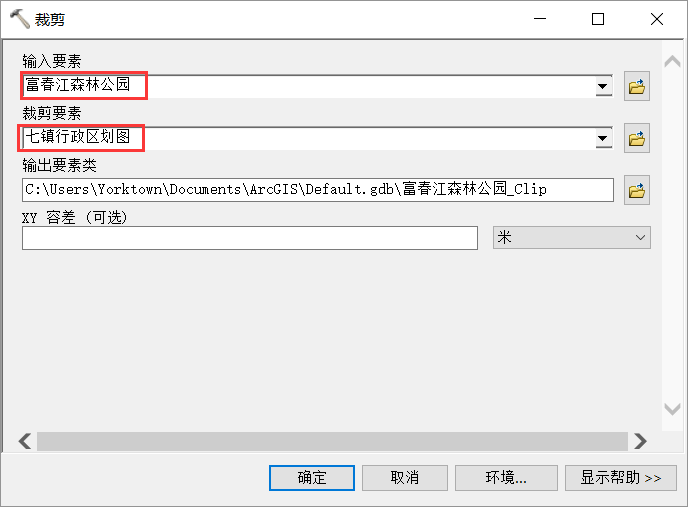 裁剪
输入要素
富春江森林公园
裁剪要素
七镇行政区划图
输出要素类
C:\Users\Yorktown\Documents\ArcGIS\Default.gdb\富春江森林公园_Clip
XY 容差 (可选)
米
确定 取消 环境... 显示帮助 >>